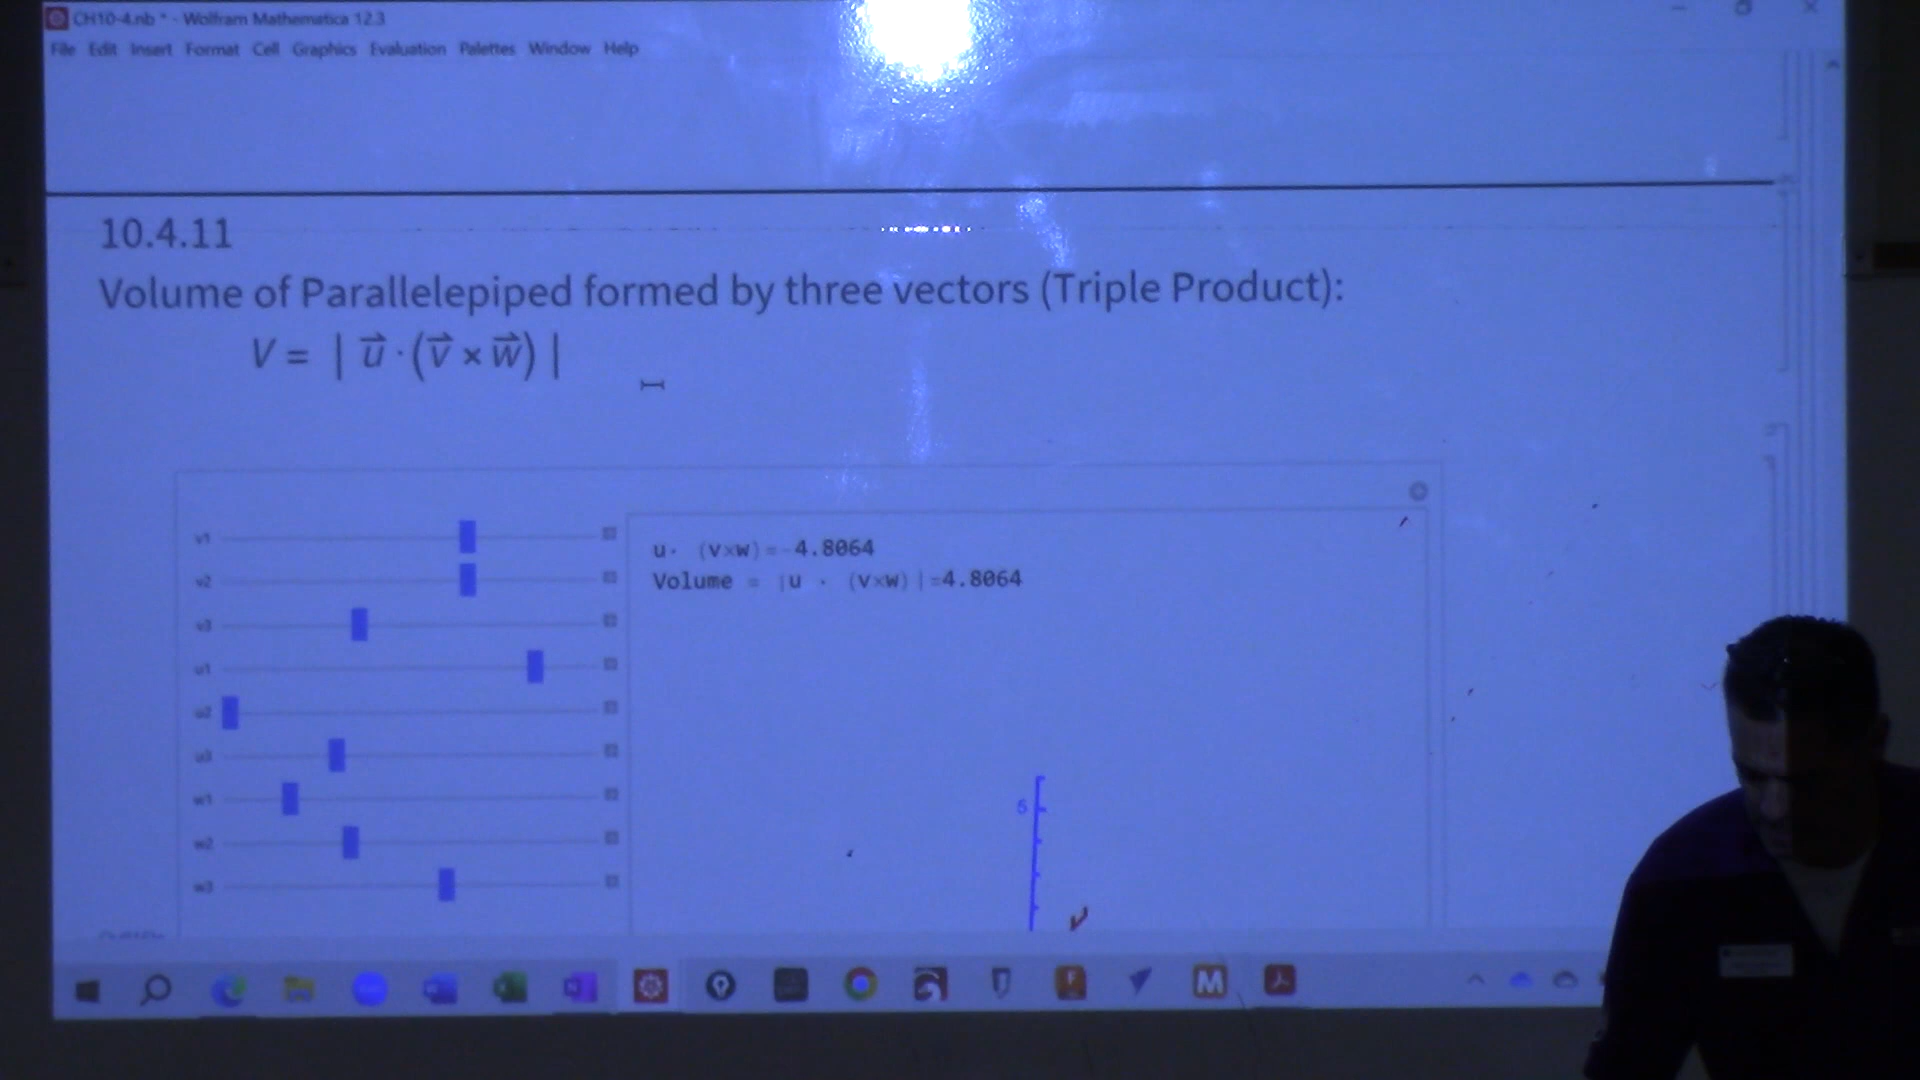 CH10-4.nb * - Wolfram Mathematica 12.3
File Edit Insert Format Cell Graphics Evaluation Palettes Window Help
10.4.11
Volume of Parallelepiped formed by three vectors (Triple Product):
V = | u⃗ · (v⃗ × w⃗) |
v1
v2
v3
u1
u2
u3
w1
w2
w3
u· (v×w)=-4.8064
Volume = |u · (v×w)|=4.8064
5
v
M